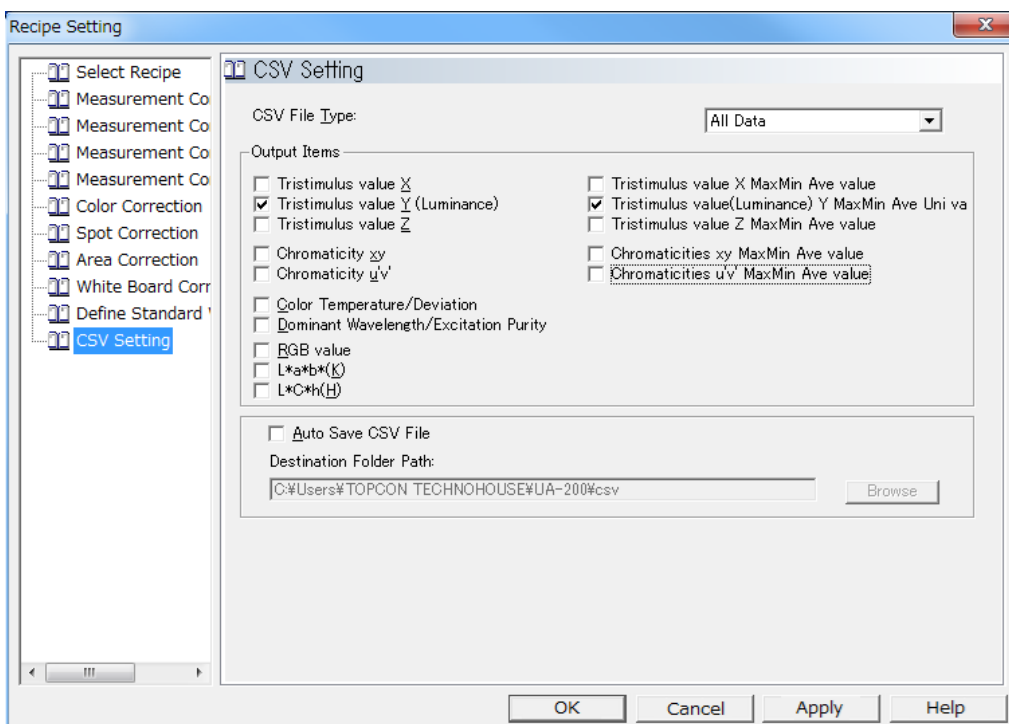 Recipe Setting
Select Recipe
Measurement Co
Measurement Co
Measurement Co
Measurement Co
Color Correction
Spot Correction
Area Correction
White Board Corr
Define Standard
CSV Setting
CSV Setting
CSV File Type:
All Data
Output Items
Tristimulus value X
Tristimulus value Y (Luminance)
Tristimulus value Z
Chromaticity xy
Chromaticity u'v'
Color Temperature/Deviation
Dominant Wavelength/Excitation Purity
RGB value
L*a*b*(K)
L*C*h(H)
Tristimulus value X MaxMin Ave value
Tristimulus value(Luminance) Y MaxMin Ave Uni va
Tristimulus value Z MaxMin Ave value
Chromaticities xy MaxMin Ave value
Chromaticities u'v' MaxMin Ave value
Auto Save CSV File
Destination Folder Path:
C:¥Users¥TOPCON TECHNOHOUSE¥UA-200¥csv
Browse
OK
Cancel
Apply
Help